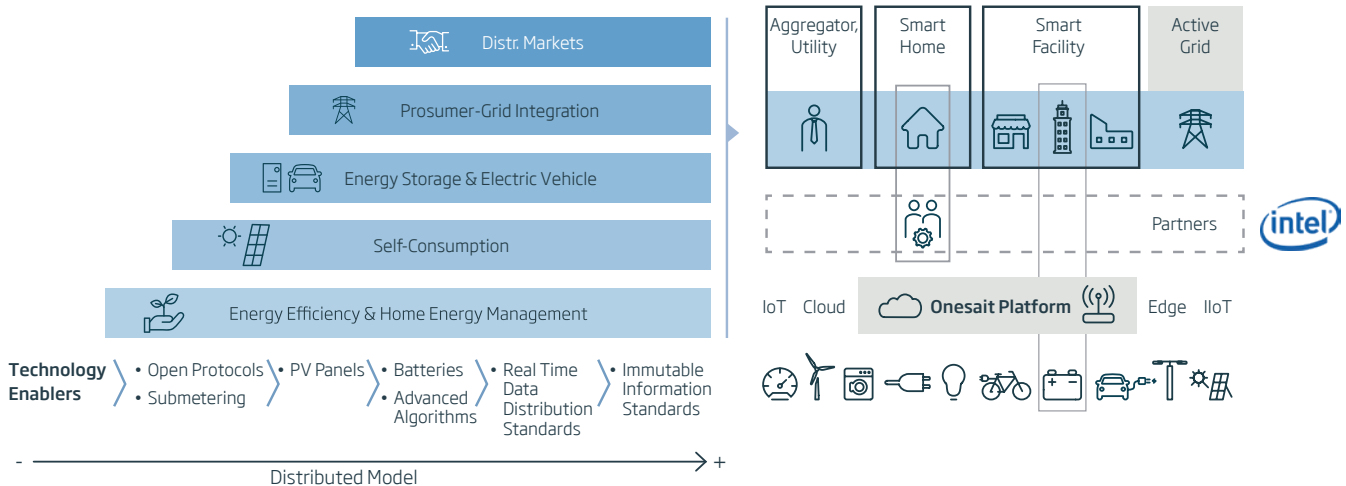 Distr. Markets
Prosumer-Grid Integration
Energy Storage & Electric Vehicle
Self-Consumption
Energy Efficiency & Home Energy Management
Technology
Enablers
• Open Protocols
• Submetering
• PV Panels
• Batteries
• Advanced
Algorithms
• Real Time
Data
Distribution
Standards
• Immutable
Information
Standards
-
+
Distributed Model
Aggregator,
Utility
Smart
Home
Smart
Facility
Active
Grid
Partners
intel
IoT Cloud
Onesait Platform
Edge IIoT